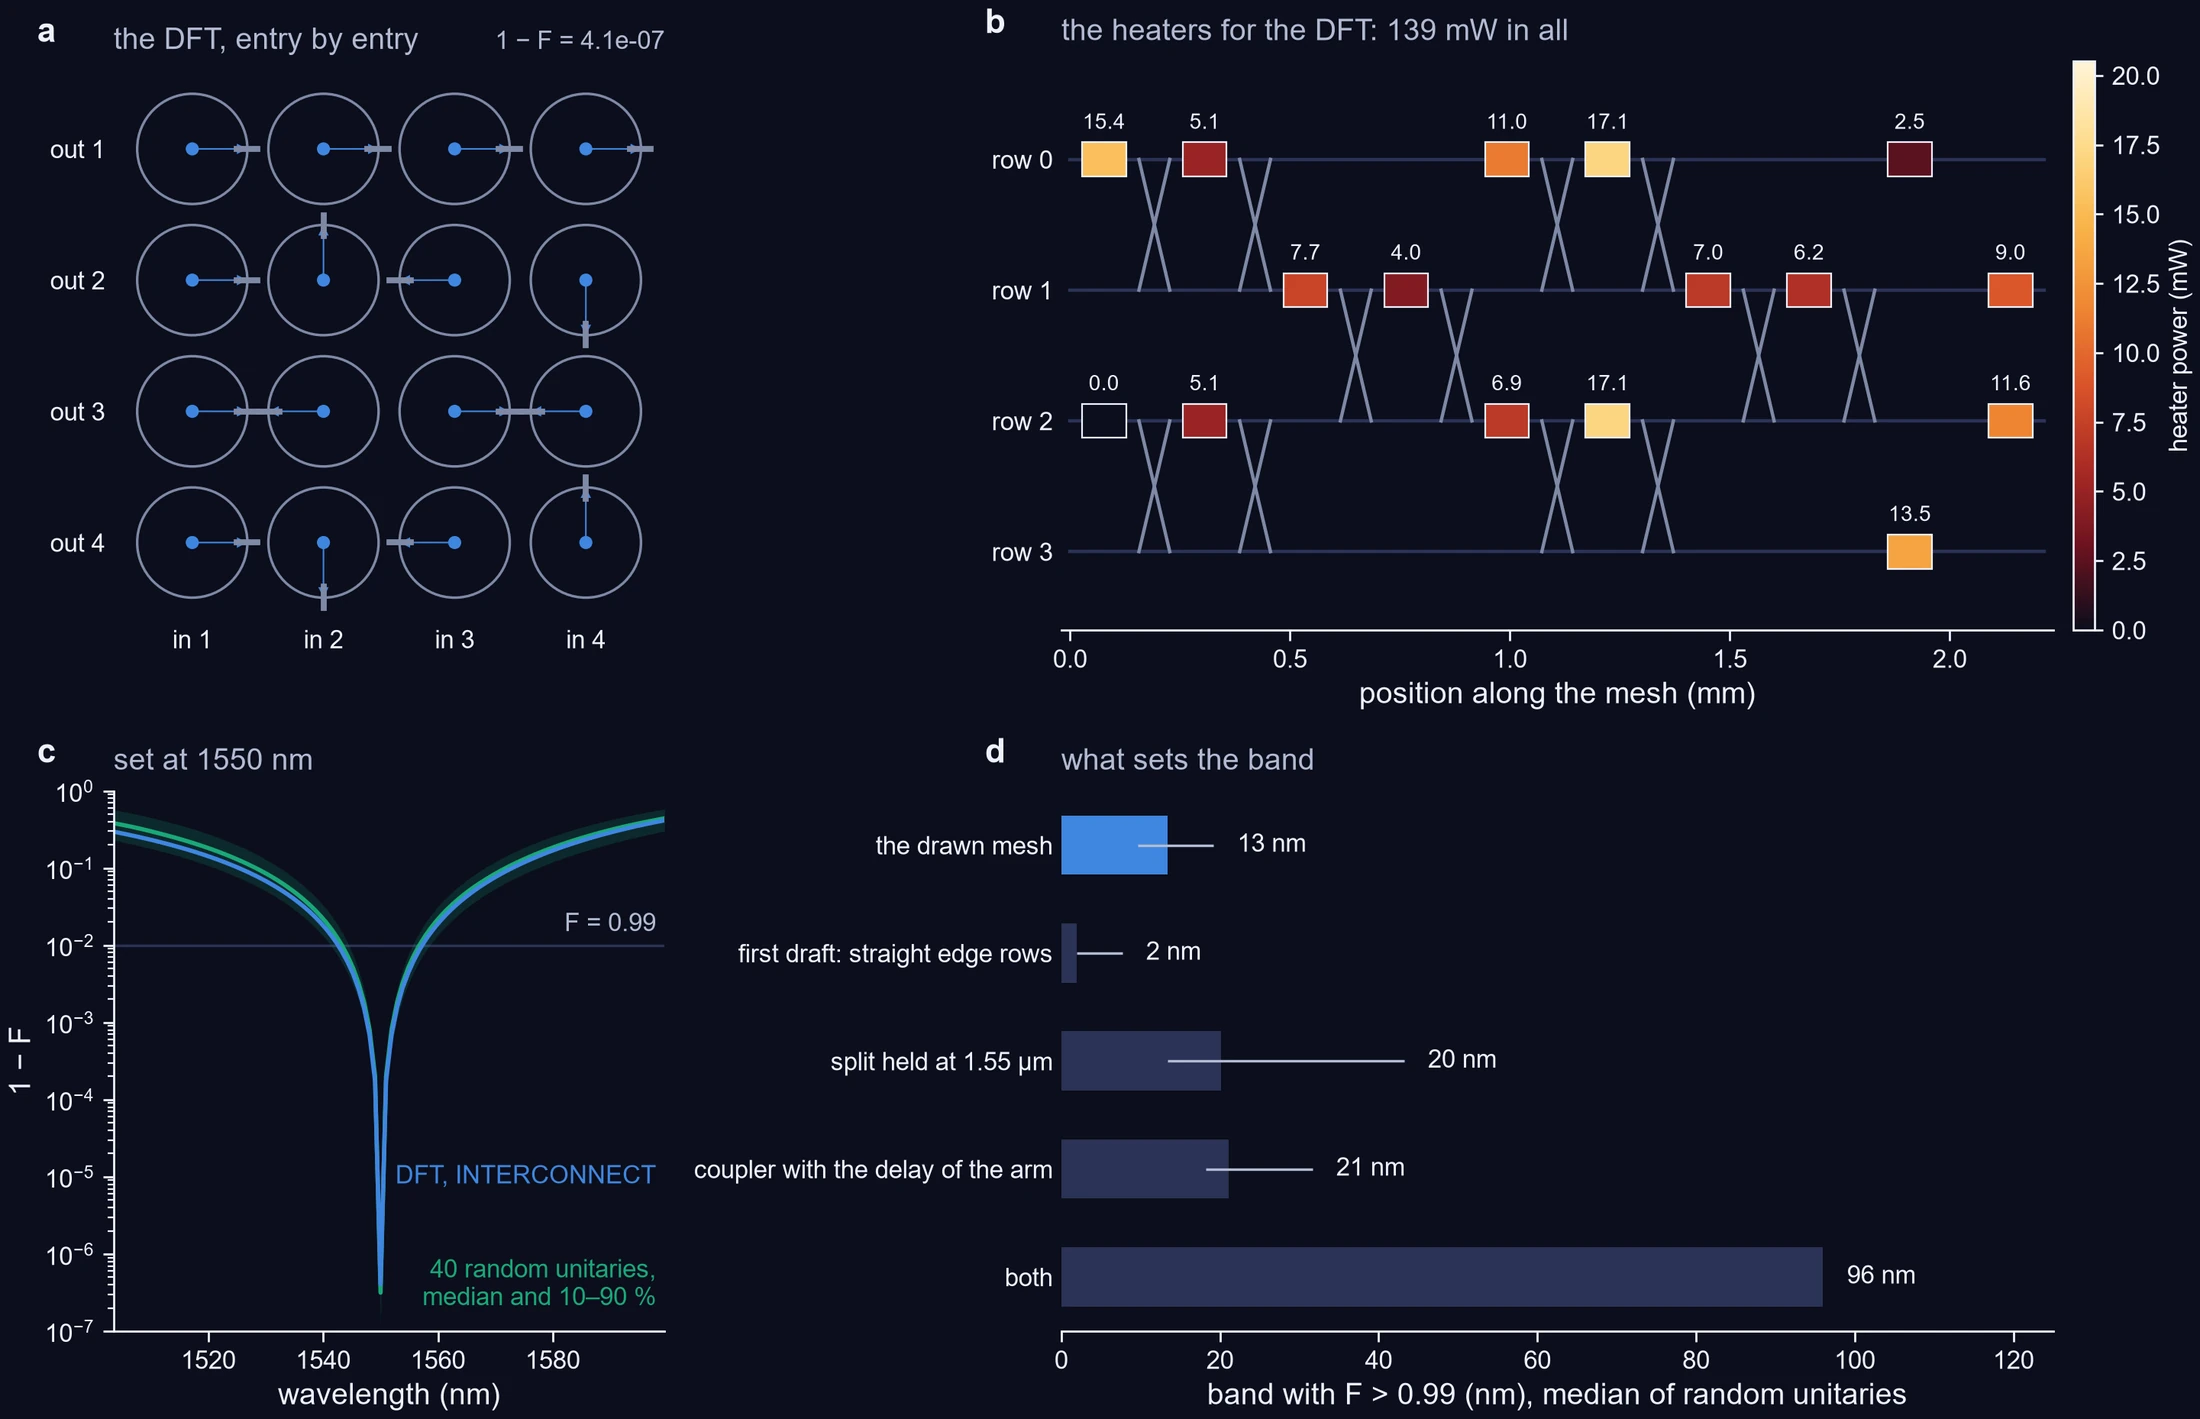 a
the DFT, entry by entry
1 − F = 4.1e-07
out 1
out 2
out 3
out 4
in 1
in 2
in 3
in 4
b
the heaters for the DFT: 139 mW in all
15.4
5.1
11.0
17.1
2.5
row 0
7.7
4.0
7.0
6.2
9.0
row 1
0.0
5.1
6.9
17.1
11.6
row 2
13.5
row 3
0.0
0.5
1.0
1.5
2.0
position along the mesh (mm)
20.0
17.5
15.0
12.5
10.0
7.5
5.0
2.5
0.0
heater power (mW)
c
set at 1550 nm
10⁰
10⁻¹
10⁻²
10⁻³
10⁻⁴
10⁻⁵
10⁻⁶
10⁻⁷
1 − F
F = 0.99
DFT, INTERCONNECT
40 random unitaries,
median and 10–90 %
1520
1540
1560
1580
wavelength (nm)
d
what sets the band
the drawn mesh
13 nm
first draft: straight edge rows
2 nm
split held at 1.55 µm
20 nm
coupler with the delay of the arm
21 nm
both
96 nm
0
20
40
60
80
100
120
band with F > 0.99 (nm), median of random unitaries